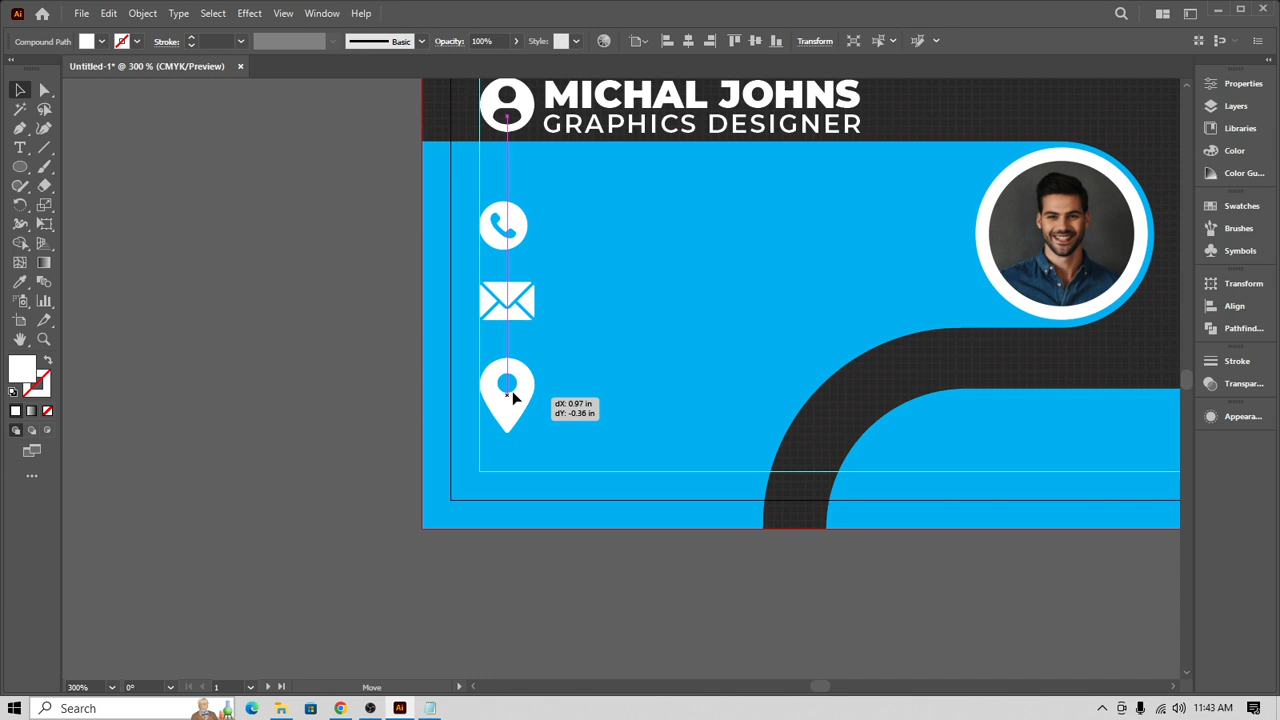 Ai File Edit Object Type Select Effect View Window Help
Compound Path Stroke: Basic Opacity: 100% Style: Transform
Untitled-1* @ 300 % (CMYK/Preview)
MICHAL JOHNS
GRAPHICS DESIGNER
dX: 0.97 in
dY: -0.36 in
Properties
Layers
Libraries
Color
Color Gu...
Swatches
Brushes
Symbols
Transform
Align
Pathfind...
Stroke
Transpar...
Appeara...
300% 0° 1 Move
Search Ai 11:43 AM